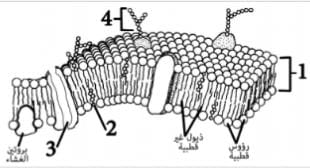 4
1
2
3
بروتين
الغشاء
ذيول غير
قطبية
رؤوس
قطبية